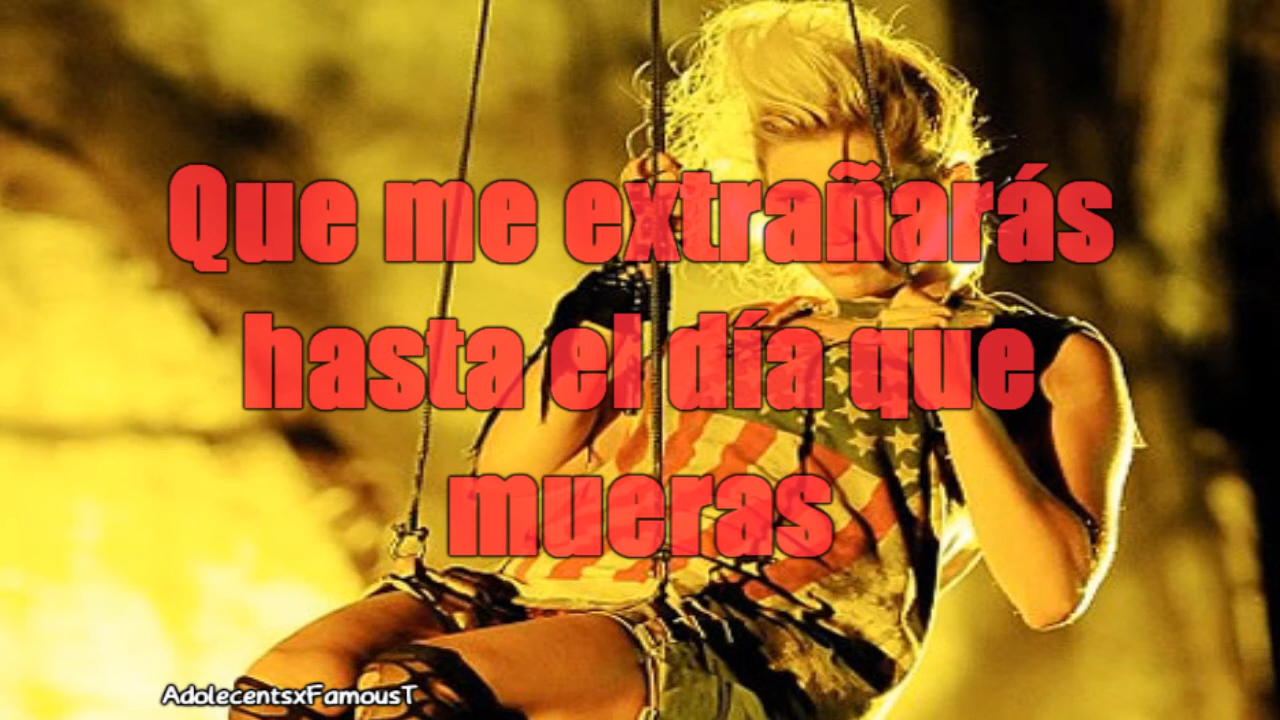 Que me extrañarás
hasta el día que
mueras
AdolecentsxFamousT